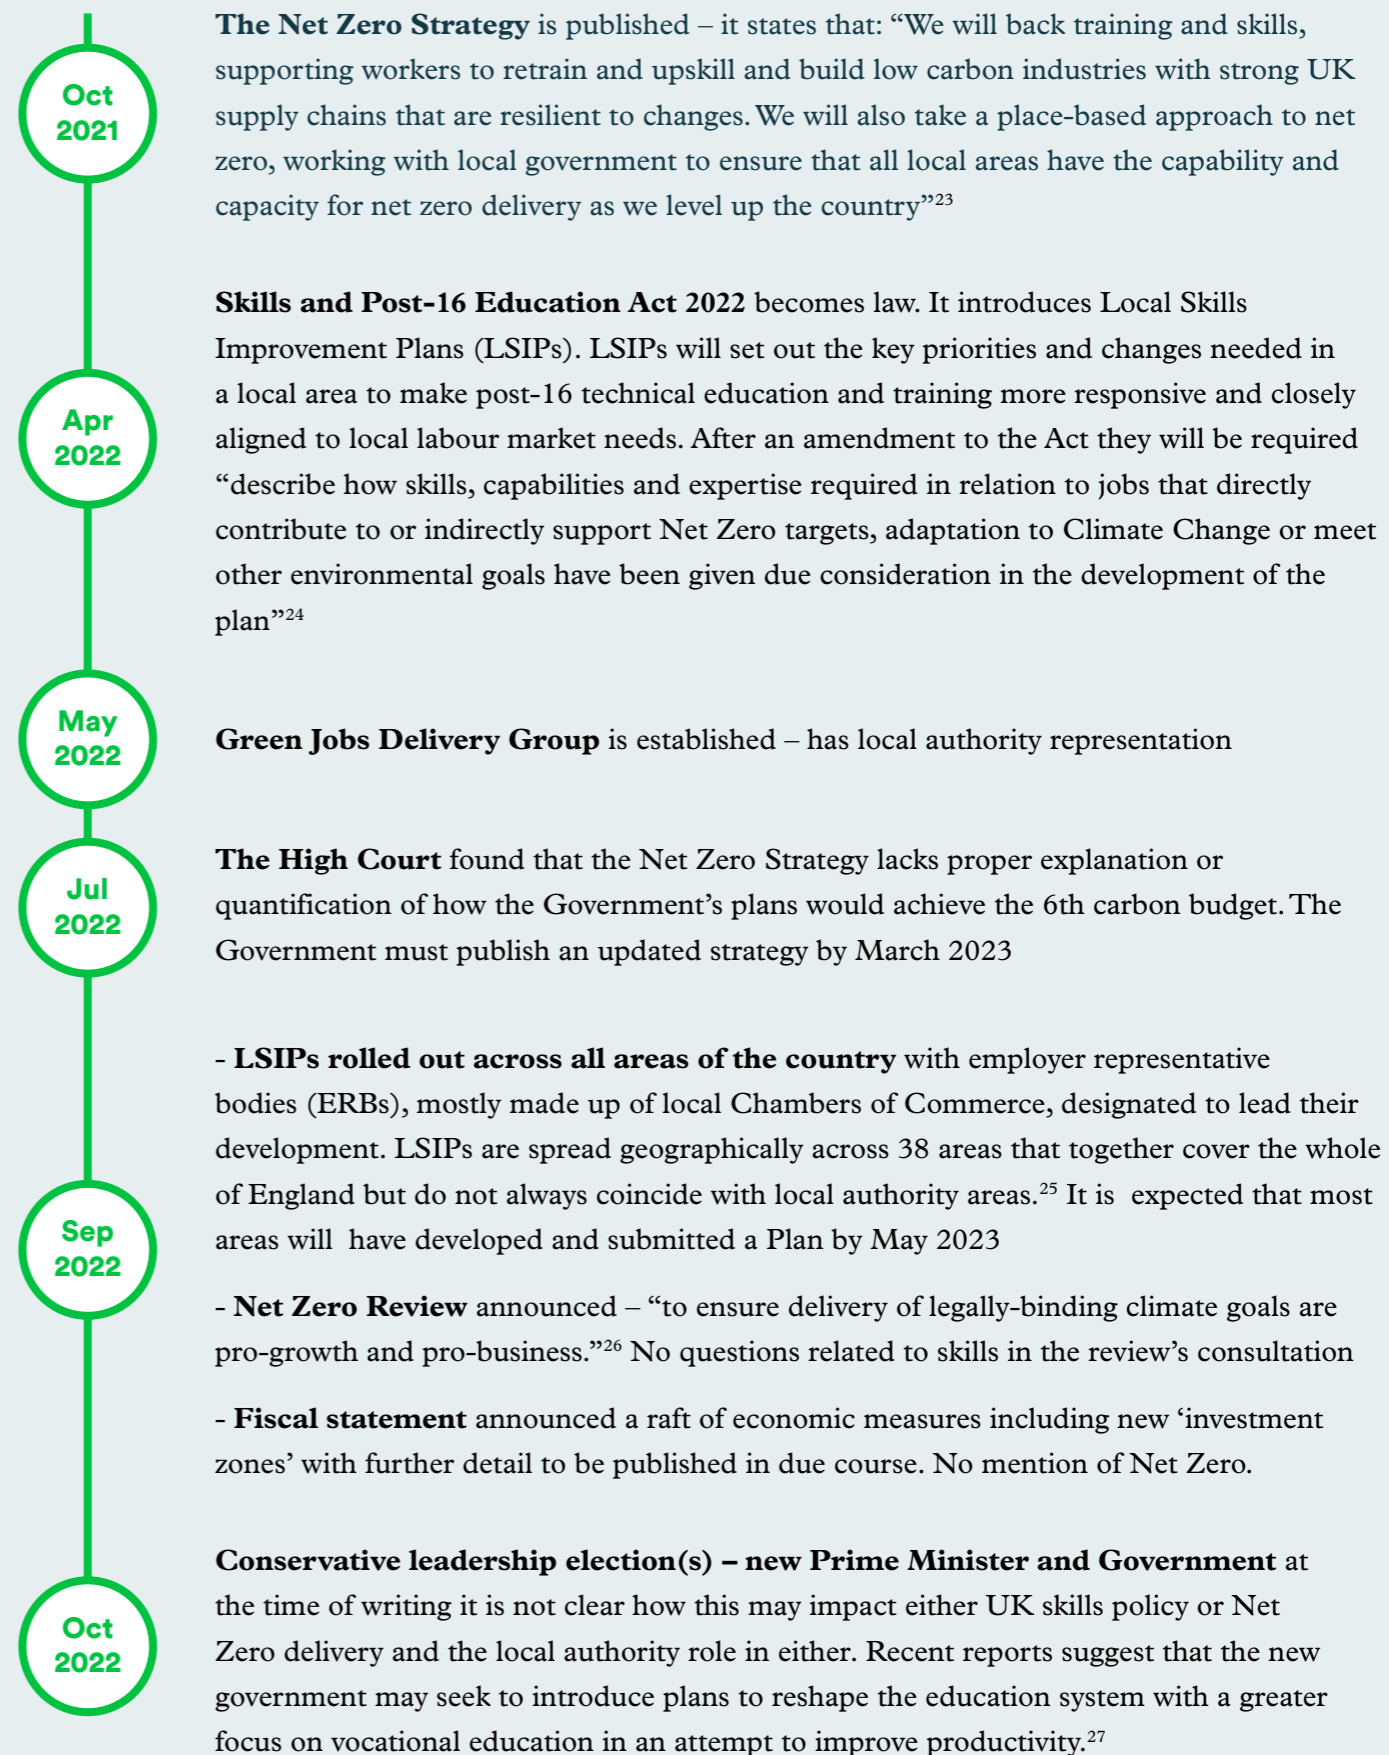 Oct
2021
The Net Zero Strategy is published – it states that: “We will back training and skills,
supporting workers to retrain and upskill and build low carbon industries with strong UK
supply chains that are resilient to changes. We will also take a place-based approach to net
zero, working with local government to ensure that all local areas have the capability and
capacity for net zero delivery as we level up the country”23
Apr
2022
Skills and Post-16 Education Act 2022 becomes law. It introduces Local Skills
Improvement Plans (LSIPs). LSIPs will set out the key priorities and changes needed in
a local area to make post-16 technical education and training more responsive and closely
aligned to local labour market needs. After an amendment to the Act they will be required
“describe how skills, capabilities and expertise required in relation to jobs that directly
contribute to or indirectly support Net Zero targets, adaptation to Climate Change or meet
other environmental goals have been given due consideration in the development of the
plan”24
May
2022
Green Jobs Delivery Group is established – has local authority representation
Jul
2022
The High Court found that the Net Zero Strategy lacks proper explanation or
quantification of how the Government’s plans would achieve the 6th carbon budget. The
Government must publish an updated strategy by March 2023
Sep
2022
- LSIPs rolled out across all areas of the country with employer representative
bodies (ERBs), mostly made up of local Chambers of Commerce, designated to lead their
development. LSIPs are spread geographically across 38 areas that together cover the whole
of England but do not always coincide with local authority areas.25 It is expected that most
areas will have developed and submitted a Plan by May 2023
- Net Zero Review announced – “to ensure delivery of legally-binding climate goals are
pro-growth and pro-business.”26 No questions related to skills in the review’s consultation
- Fiscal statement announced a raft of economic measures including new ‘investment
zones’ with further detail to be published in due course. No mention of Net Zero.
Oct
2022
Conservative leadership election(s) – new Prime Minister and Government at
the time of writing it is not clear how this may impact either UK skills policy or Net
Zero delivery and the local authority role in either. Recent reports suggest that the new
government may seek to introduce plans to reshape the education system with a greater
focus on vocational education in an attempt to improve productivity.27